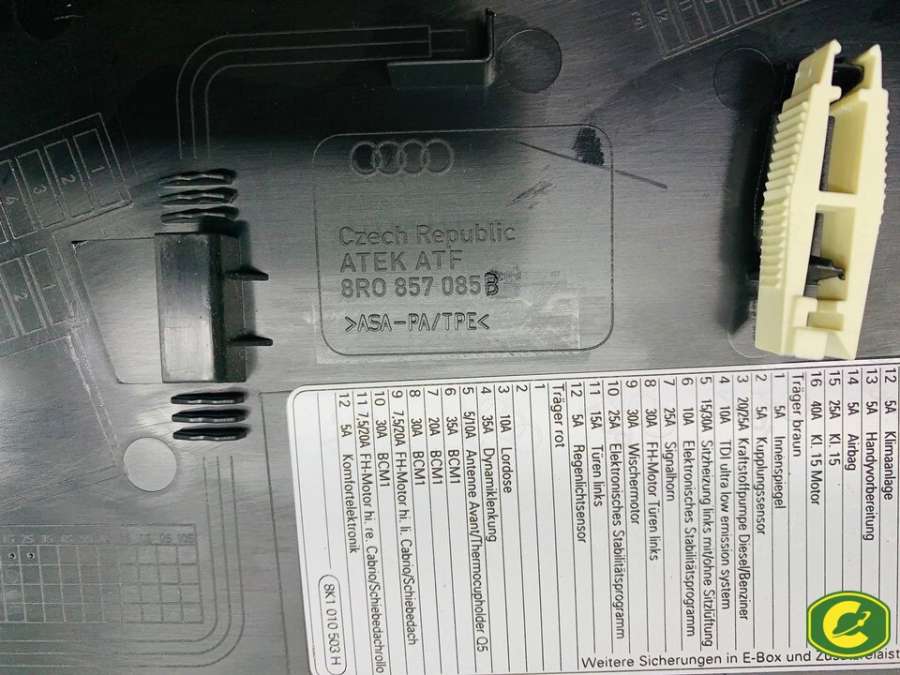 Czech Republic
ATEK ATF
8R0 857 085B
>ASA-PA/TPE<
12 5A Klimaanlage
13 5A Handyvorbereitung
14 5A Airbag
15 25A Kl 15
16 40A Kl 15 Motor
Träger braun
1 5A Innenspiegel
2 5A Kupplungssensor
3 20/25A Kraftstoffpumpe Diesel/Benziner
4 10A TDI ultra low emission system
5 15/30A Sitzheizung links mit/ohne Sitzlüftung
6 10A Elektronisches Stabilitätsprogramm
7 25A Signalhorn
8 30A FH-Motor Türen links
9 30A Wischermotor
10 25A Elektronisches Stabilitätsprogramm
11 15A Türen links
12 5A Regenlichtsensor
Träger rot
1
2
3 10A Lordose
4 35A Dynamiklenkung
5 5/10A Antenne Avant/Thermocupholder Q5
6 35A BCM1
7 20A BCM1
8 30A BCM1
9 7,5/20A FH-Motor hi. li. Cabrio/Schiebedach
10 30A BCM1
11 7,5/20A FH-Motor hi. re. Cabrio/Schiebedachrollo
12 5A Komfortelektronik
8K1 010 503 H
Weitere Sicherungen in E-Box und
1
2
3
4